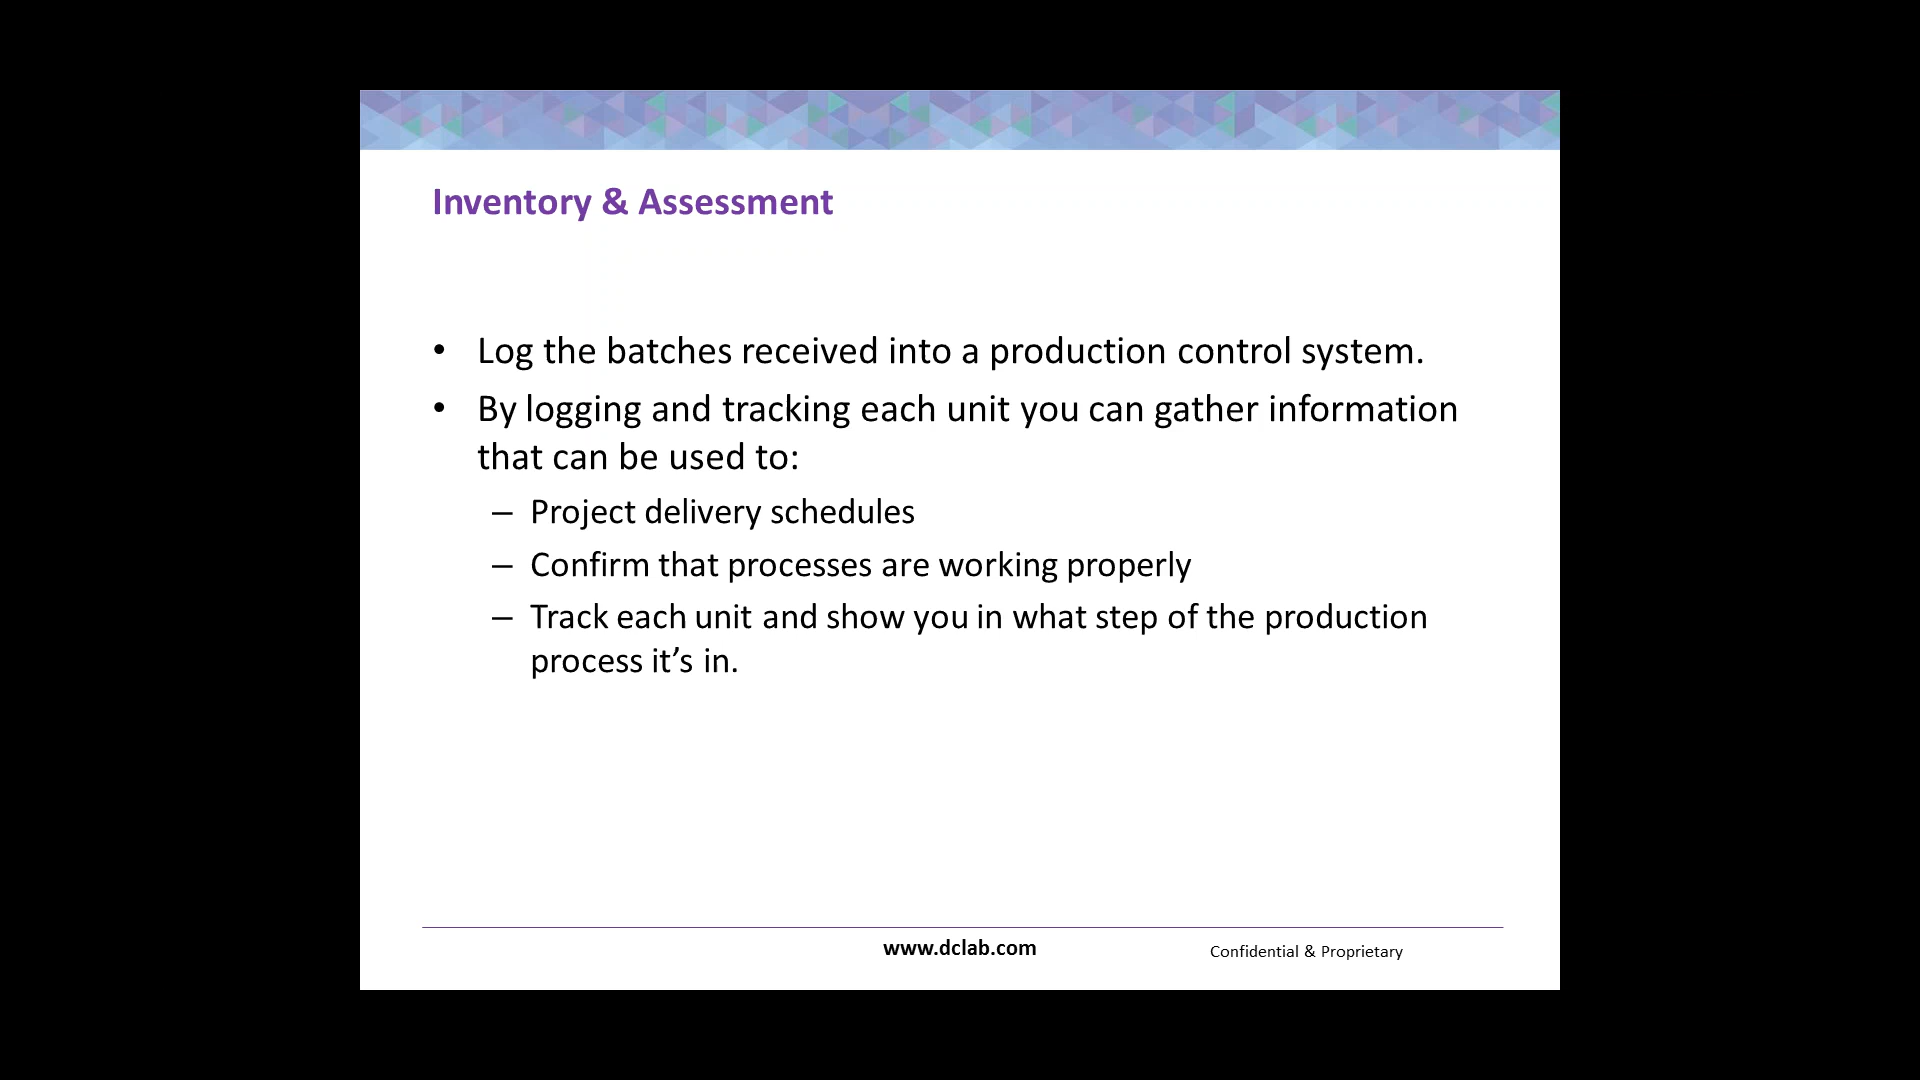 Inventory & Assessment
• Log the batches received into a production control system.
• By logging and tracking each unit you can gather information
that can be used to:
– Project delivery schedules
– Confirm that processes are working properly
– Track each unit and show you in what step of the production
process it’s in.
www.dclab.com
Confidential & Proprietary